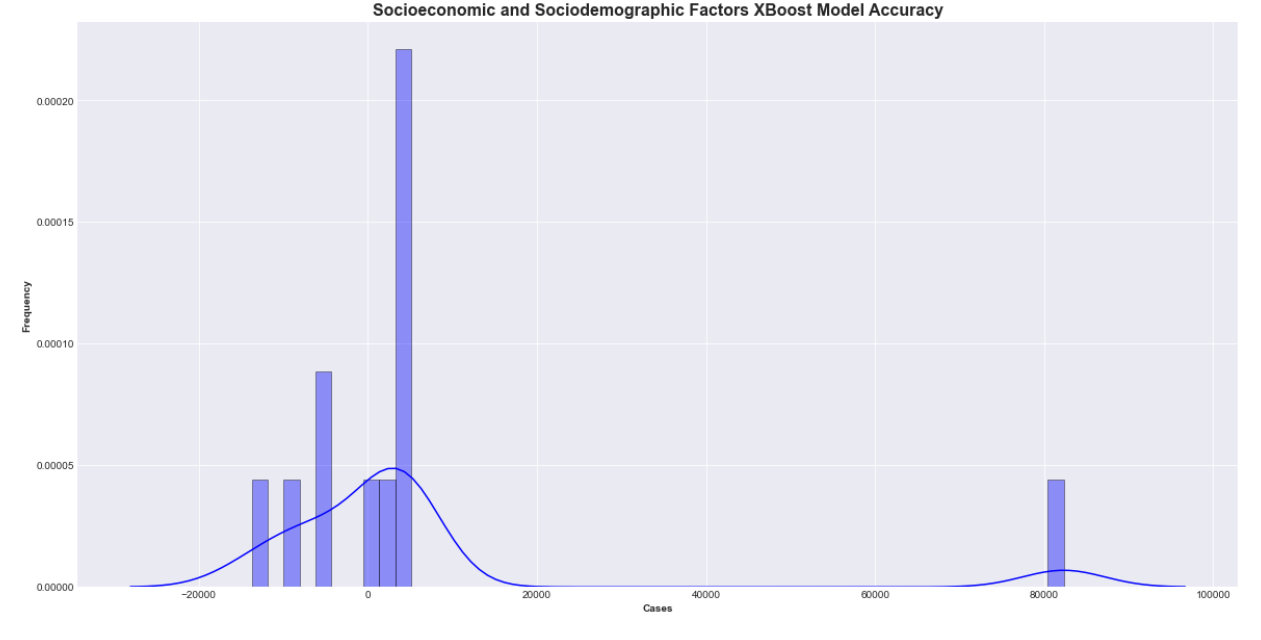 Socioeconomic and Sociodemographic Factors XBoost Model Accuracy
0.00020
0.00015
0.00010
0.00005
0.00000
Frequency
−20000 0 20000 40000 60000 80000 100000
Cases